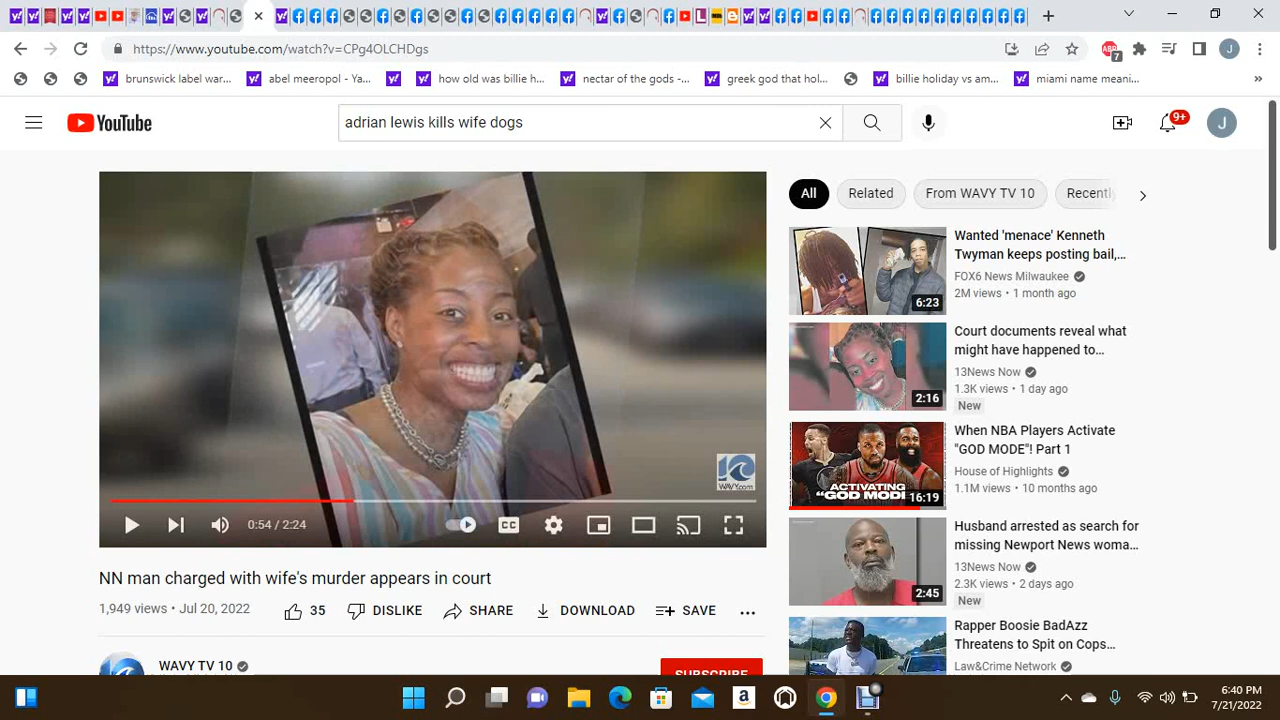 https://www.youtube.com/watch?v=CPg4OLCHDgs
ABP
7
J
brunswick label war...
abel meeropol - Ya...
how old was billie h...
nectar of the gods -...
greek god that hol...
billie holiday vs am...
miami name meani...
»
YouTube
adrian lewis kills wife dogs
9+
J
All
Related
From WAVY TV 10
Recently
WAVY.com
0:54 / 2:24
CC
NN man charged with wife's murder appears in court
1,949 views • Jul 20, 2022
35
DISLIKE
SHARE
DOWNLOAD
SAVE
WAVY TV 10
SUBSCRIBE
Wanted 'menace' Kenneth
Twyman keeps posting bail,...
FOX6 News Milwaukee
2M views • 1 month ago
6:23
Court documents reveal what
might have happened to...
13News Now
1.3K views • 1 day ago
New
2:16
When NBA Players Activate
"GOD MODE"! Part 1
House of Highlights
1.1M views • 10 months ago
ACTIVATING
"GOD MODE
16:19
Husband arrested as search for
missing Newport News woma...
13News Now
2.3K views • 2 days ago
New
2:45
Rapper Boosie BadAzz
Threatens to Spit on Cops...
Law&Crime Network
6:40 PM
7/21/2022